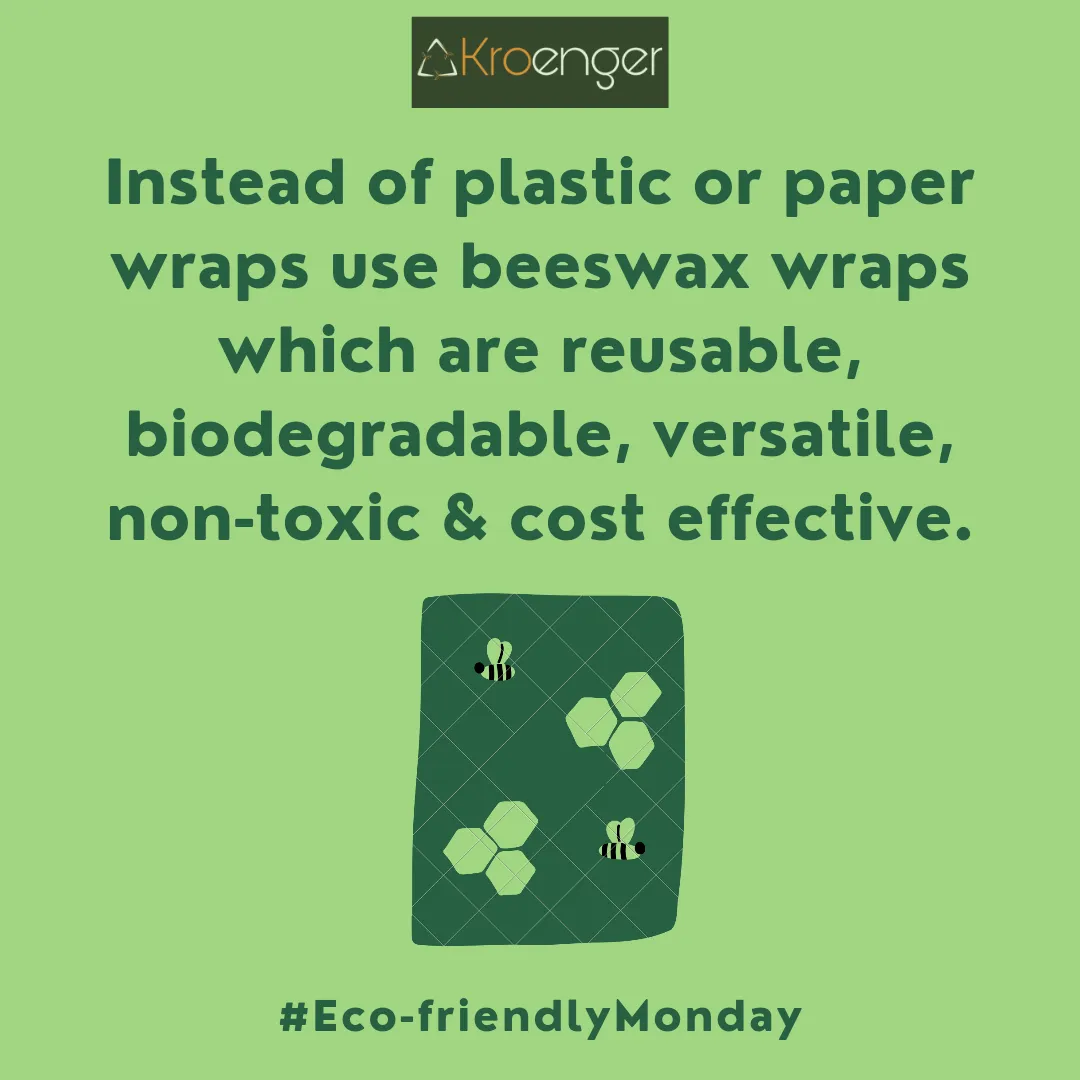 Kroenger
Instead of plastic or paper
wraps use beeswax wraps
which are reusable,
biodegradable, versatile,
non-toxic & cost effective.
#Eco-friendlyMonday